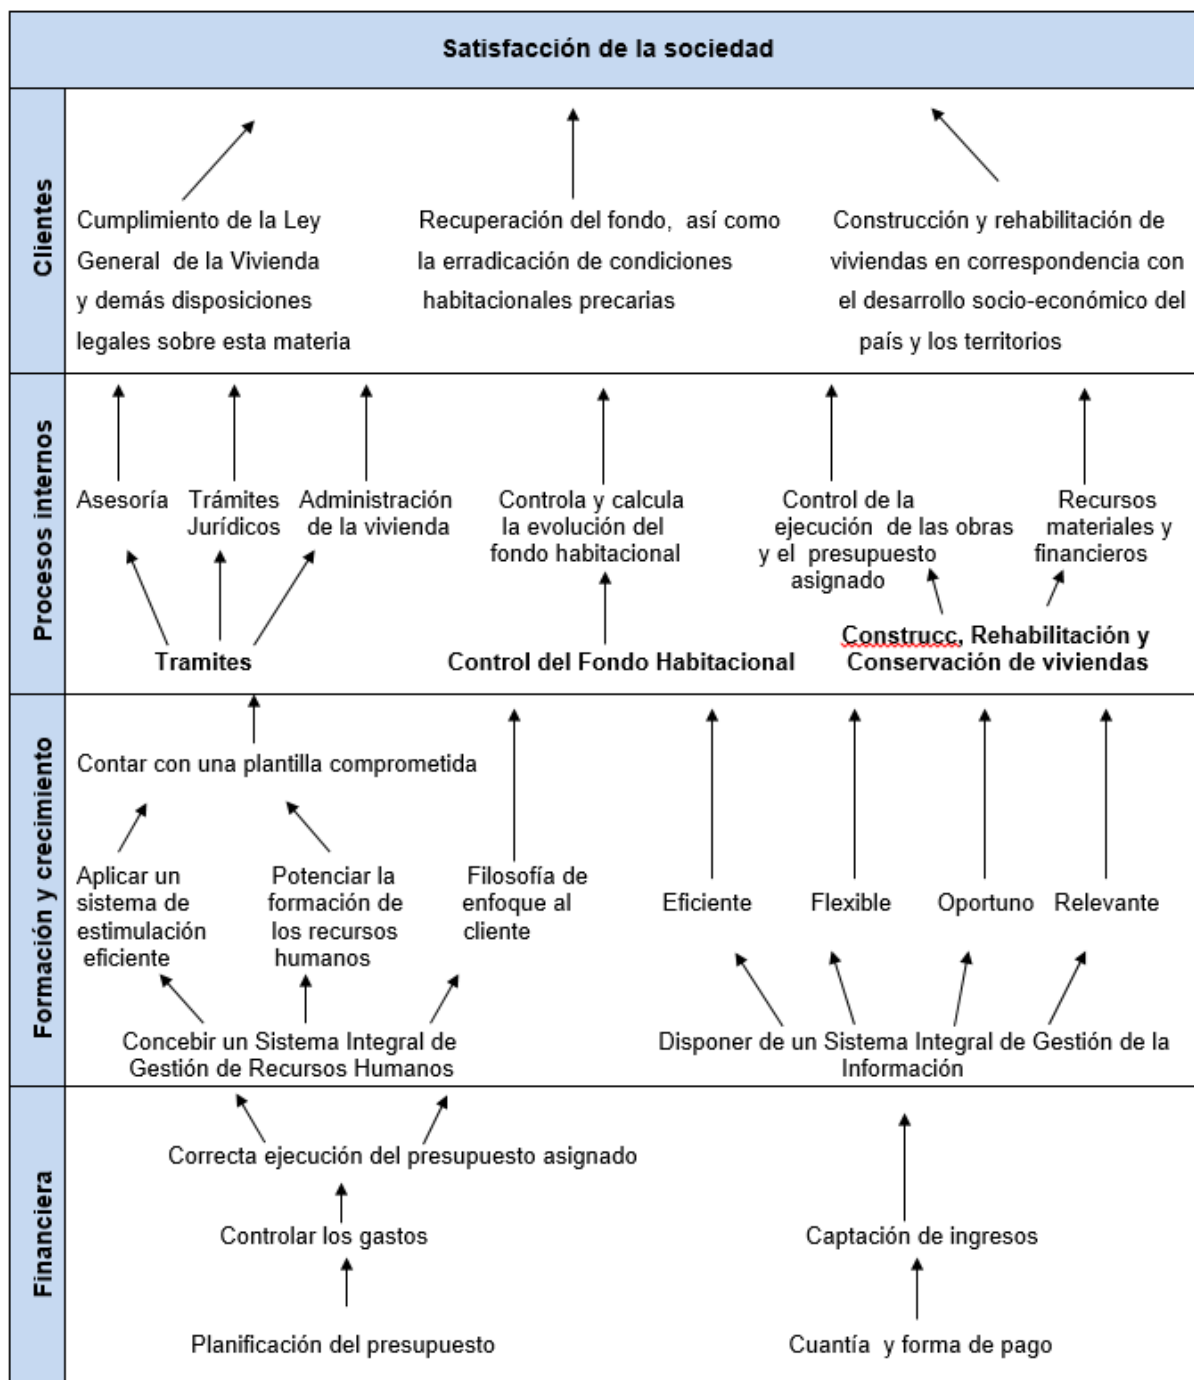 Satisfacción de la sociedad
Clientes
Cumplimiento de la Ley
General de la Vivienda
y demás disposiciones
legales sobre esta materia
Recuperación del fondo, así como
la erradicación de condiciones
habitacionales precarias
Construcción y rehabilitación de
viviendas en correspondencia con
el desarrollo socio-económico del
país y los territorios
Procesos internos
Asesoría
Trámites
Jurídicos
Administración
de la vivienda
Controla y calcula
la evolución del
fondo habitacional
Control de la
ejecución de las obras
y el presupuesto
asignado
Recursos
materiales y
financieros
Tramites
Control del Fondo Habitacional
Construcc. Rehabilitación y
Conservación de viviendas
Formación y crecimiento
Contar con una plantilla comprometida
Aplicar un
sistema de
estimulación
eficiente
Potenciar la
formación de
los recursos
humanos
Filosofía de
enfoque al
cliente
Eficiente
Flexible
Oportuno
Relevante
Concebir un Sistema Integral de
Gestión de Recursos Humanos
Disponer de un Sistema Integral de Gestión de la
Información
Financiera
Correcta ejecución del presupuesto asignado
Controlar los gastos
Planificación del presupuesto
Captación de ingresos
Cuantía y forma de pago